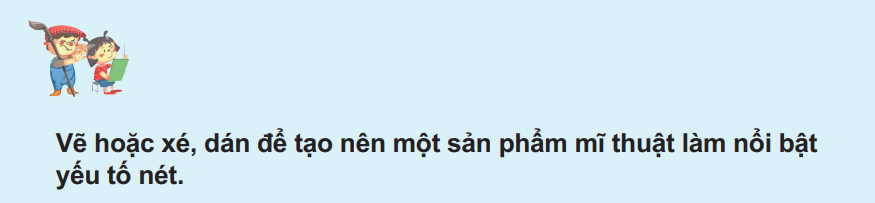 Vẽ hoặc xé, dán để tạo nên một sản phẩm mĩ thuật làm nổi bật
yếu tố nét.